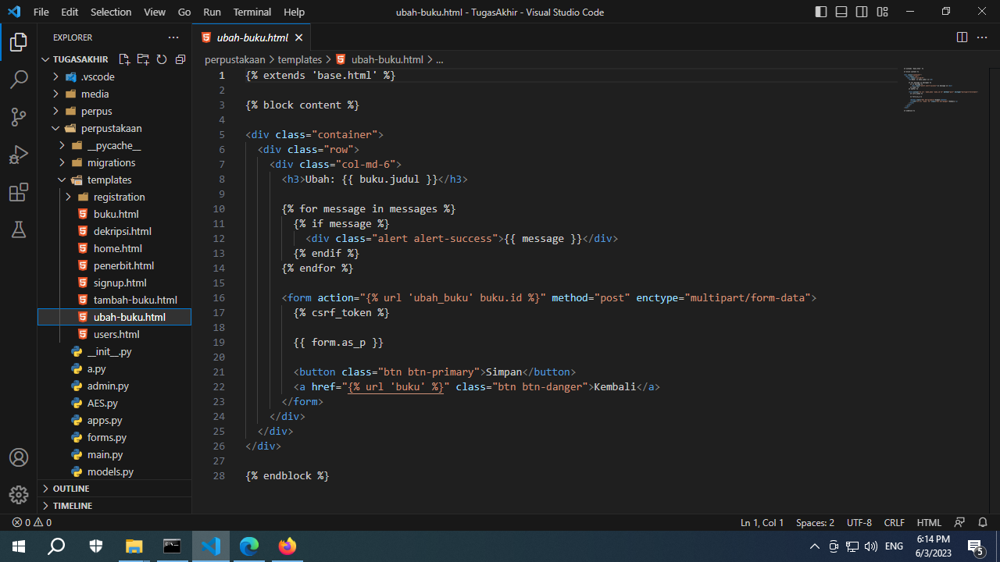 File Edit Selection View Go Run Terminal Help
ubah-buku.html - TugasAkhir - Visual Studio Code
EXPLORER
TUGASAKHIR
.vscode
media
perpus
perpustakaan
__pycache__
migrations
templates
registration
buku.html
dekripsi.html
home.html
penerbit.html
signup.html
tambah-buku.html
ubah-buku.html
users.html
__init__.py
a.py
admin.py
AES.py
apps.py
forms.py
main.py
models.py
OUTLINE
TIMELINE
ubah-buku.html
perpustakaan > templates > ubah-buku.html > ...
1 {% extends 'base.html' %}
2
3 {% block content %}
4
5 <div class="container">
6 <div class="row">
7 <div class="col-md-6">
8 <h3>Ubah: {{ buku.judul }}</h3>
9
10 {% for message in messages %}
11 {% if message %}
12 <div class="alert alert-success">{{ message }}</div>
13 {% endif %}
14 {% endfor %}
15
16 <form action="{% url 'ubah_buku' buku.id %}" method="post" enctype="multipart/form-data">
17 {% csrf_token %}
18
19 {{ form.as_p }}
20
21 <button class="btn btn-primary">Simpan</button>
22 <a href="{% url 'buku' %}" class="btn btn-danger">Kembali</a>
23 </form>
24 </div>
25 </div>
26 </div>
27
28 {% endblock %}
0 0
Ln 1, Col 1 Spaces: 2 UTF-8 CRLF HTML
ENG
6:14 PM
6/3/2023
5